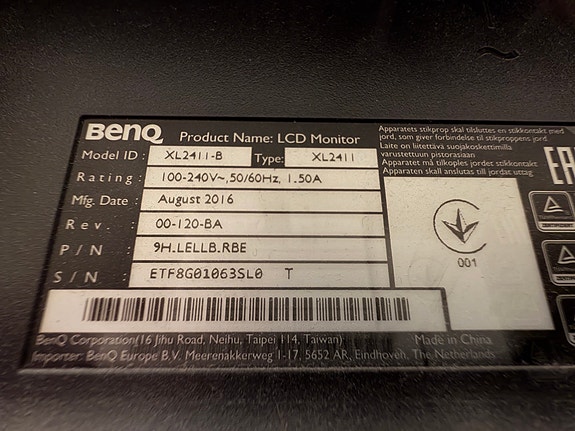 BenQ Product Name: LCD Monitor
Model ID : XL2411-B Type: XL2411
Rating : 100-240V~,50/60Hz, 1.50A
Mfg. Date : August 2016
Rev. : 00-120-BA
P/N : 9H.LELLB.RBE
S/N : ETF8G01063SL0 T
BenQ Corporation(16 Jihu Road, Neihu, Taipei 114, Taiwan) Made in China
Importer: BenQ Europe B.V. Meerenakkerweg 1-17, 5652 AR, Eindhoven, The Netherlands
Apparatets stikprop skal tilsluttes en stikkontakt med
jord, som giver forbindelse til stikproppens jord.
Laite on liitettävä suojakoskettimilla
varustettuun pistorasiaan
Apparatet må tilkoples jordet stikkontakt
Apparaten skall anslutas till jordat uttag
001
EAC